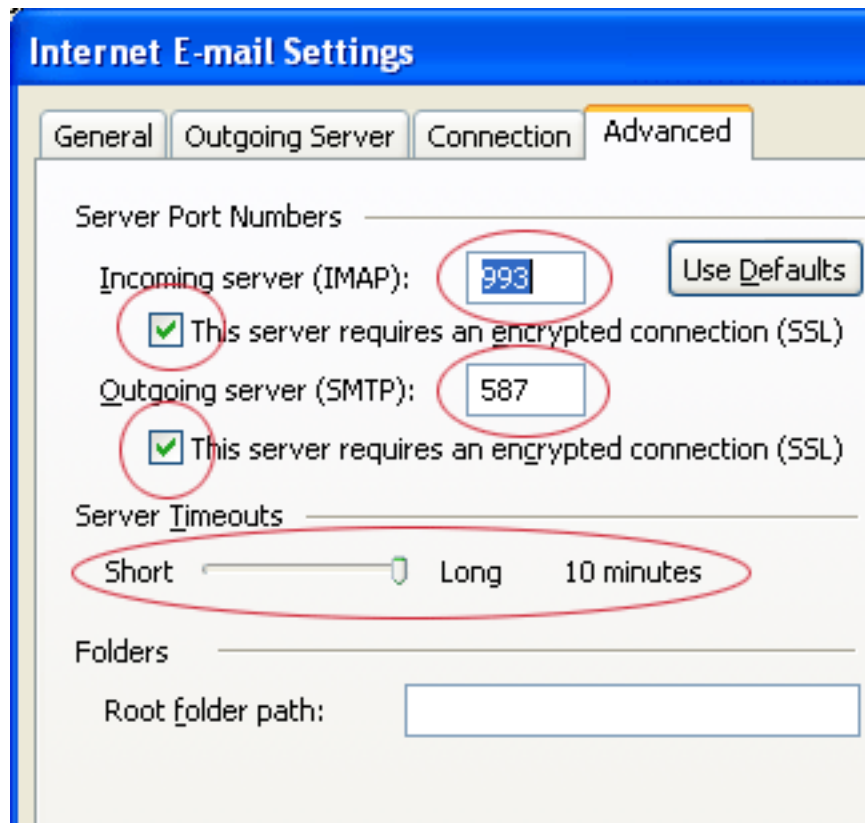 Internet E-mail Settings
General Outgoing Server Connection Advanced
Server Port Numbers
Incoming server (IMAP): 993 Use Defaults
This server requires an encrypted connection (SSL)
Outgoing server (SMTP): 587
This server requires an encrypted connection (SSL)
Server Timeouts
Short Long 10 minutes
Folders
Root folder path: